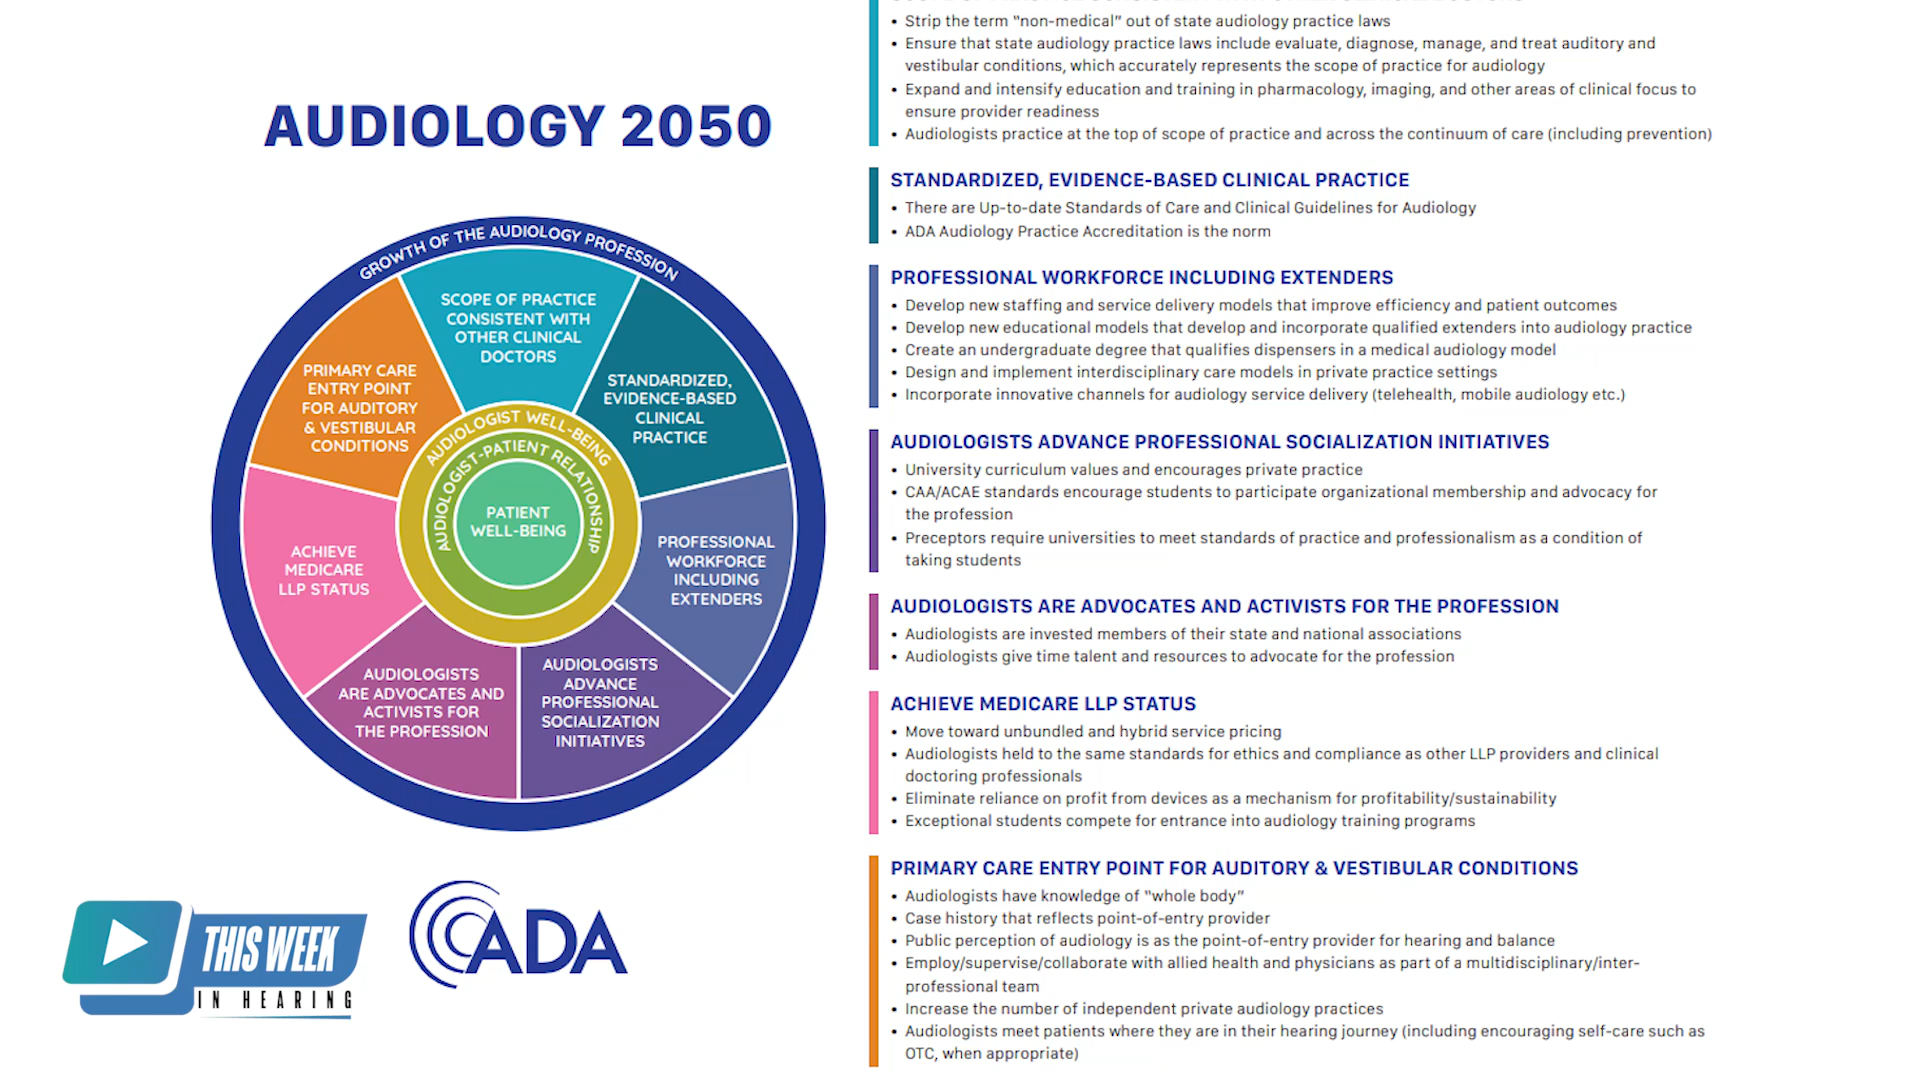 AUDIOLOGY 2050
GROWTH OF THE AUDIOLOGY PROFESSION
SCOPE OF PRACTICE
CONSISTENT WITH
OTHER CLINICAL
DOCTORS
STANDARDIZED,
EVIDENCE-BASED
CLINICAL
PRACTICE
PROFESSIONAL
WORKFORCE
INCLUDING
EXTENDERS
AUDIOLOGISTS
ADVANCE
PROFESSIONAL
SOCIALIZATION
INITIATIVES
AUDIOLOGISTS
ARE ADVOCATES AND
ACTIVISTS FOR
THE PROFESSION
ACHIEVE
MEDICARE
LLP STATUS
PRIMARY CARE
ENTRY POINT
FOR AUDITORY
& VESTIBULAR
CONDITIONS
AUDIOLOGIST WELL-BEING
AUDIOLOGIST-PATIENT RELATIONSHIP
PATIENT
WELL-BEING
THIS WEEK
IN HEARING
ADA
• Strip the term “non-medical” out of state audiology practice laws
• Ensure that state audiology practice laws include evaluate, diagnose, manage, and treat auditory and
vestibular conditions, which accurately represents the scope of practice for audiology
• Expand and intensify education and training in pharmacology, imaging, and other areas of clinical focus to
ensure provider readiness
• Audiologists practice at the top of scope of practice and across the continuum of care (including prevention)
STANDARDIZED, EVIDENCE-BASED CLINICAL PRACTICE
• There are Up-to-date Standards of Care and Clinical Guidelines for Audiology
• ADA Audiology Practice Accreditation is the norm
PROFESSIONAL WORKFORCE INCLUDING EXTENDERS
• Develop new staffing and service delivery models that improve efficiency and patient outcomes
• Develop new educational models that develop and incorporate qualified extenders into audiology practice
• Create an undergraduate degree that qualifies dispensers in a medical audiology model
• Design and implement interdisciplinary care models in private practice settings
• Incorporate innovative channels for audiology service delivery (telehealth, mobile audiology etc.)
AUDIOLOGISTS ADVANCE PROFESSIONAL SOCIALIZATION INITIATIVES
• University curriculum values and encourages private practice
• CAA/ACAE standards encourage students to participate organizational membership and advocacy for
the profession
• Preceptors require universities to meet standards of practice and professionalism as a condition of
taking students
AUDIOLOGISTS ARE ADVOCATES AND ACTIVISTS FOR THE PROFESSION
• Audiologists are invested members of their state and national associations
• Audiologists give time talent and resources to advocate for the profession
ACHIEVE MEDICARE LLP STATUS
• Move toward unbundled and hybrid service pricing
• Audiologists held to the same standards for ethics and compliance as other LLP providers and clinical
doctoring professionals
• Eliminate reliance on profit from devices as a mechanism for profitability/sustainability
• Exceptional students compete for entrance into audiology training programs
PRIMARY CARE ENTRY POINT FOR AUDITORY & VESTIBULAR CONDITIONS
• Audiologists have knowledge of “whole body”
• Case history that reflects point-of-entry provider
• Public perception of audiology is as the point-of-entry provider for hearing and balance
• Employ/supervise/collaborate with allied health and physicians as part of a multidisciplinary/inter-
professional team
• Increase the number of independent private audiology practices
• Audiologists meet patients where they are in their hearing journey (including encouraging self-care such as
OTC, when appropriate)